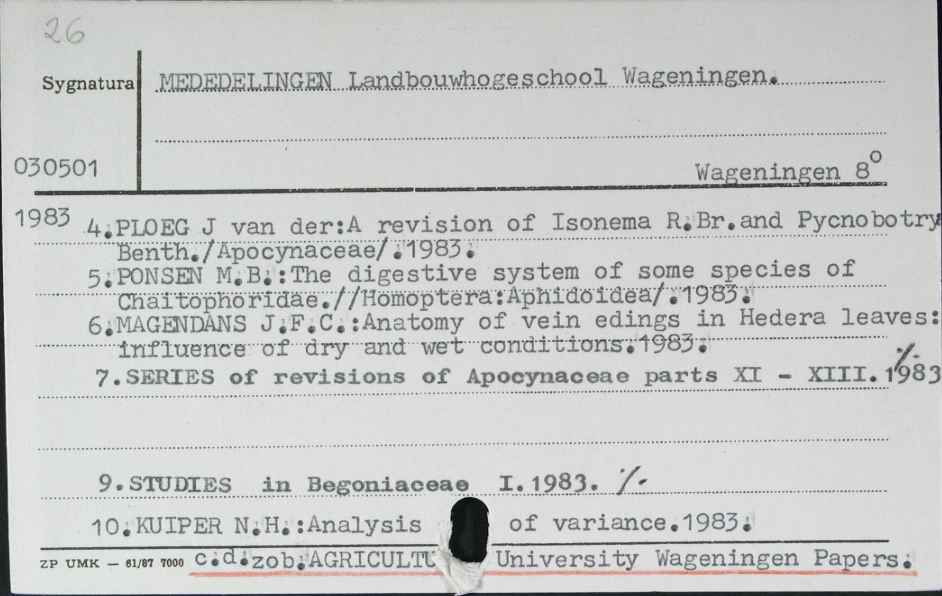 26
Sygnatura MEDEDELINGEN Landbouwhogeschool Wageningen.
030501 Wageningen 8°
1983 4.PLOEG J van der:A revision of Isonema R.Br.and Pycnobotry
Benth./Apocynaceae/.1983.
5.PONSEN M.B.:The digestive system of some species of
Chaitophoridae.//Homoptera:Aphidoidea/.1983.
6.MAGENDANS J.F.C.:Anatomy of vein edings in Hedera leaves:
influence of dry and wet conditions.1983.
7.SERIES of revisions of Apocynaceae parts XI - XIII.1983
9.STUDIES in Begoniaceae I.1983. %.
10.KUIPER N.H.:Analysis of variance.1983.
ZP UMK — 61/87 7000 c.d.zob.AGRICULTU University Wageningen Papers.